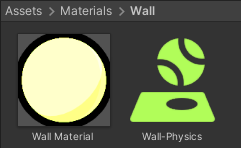 Assets > Materials > Wall
Wall Material
Wall-Physics